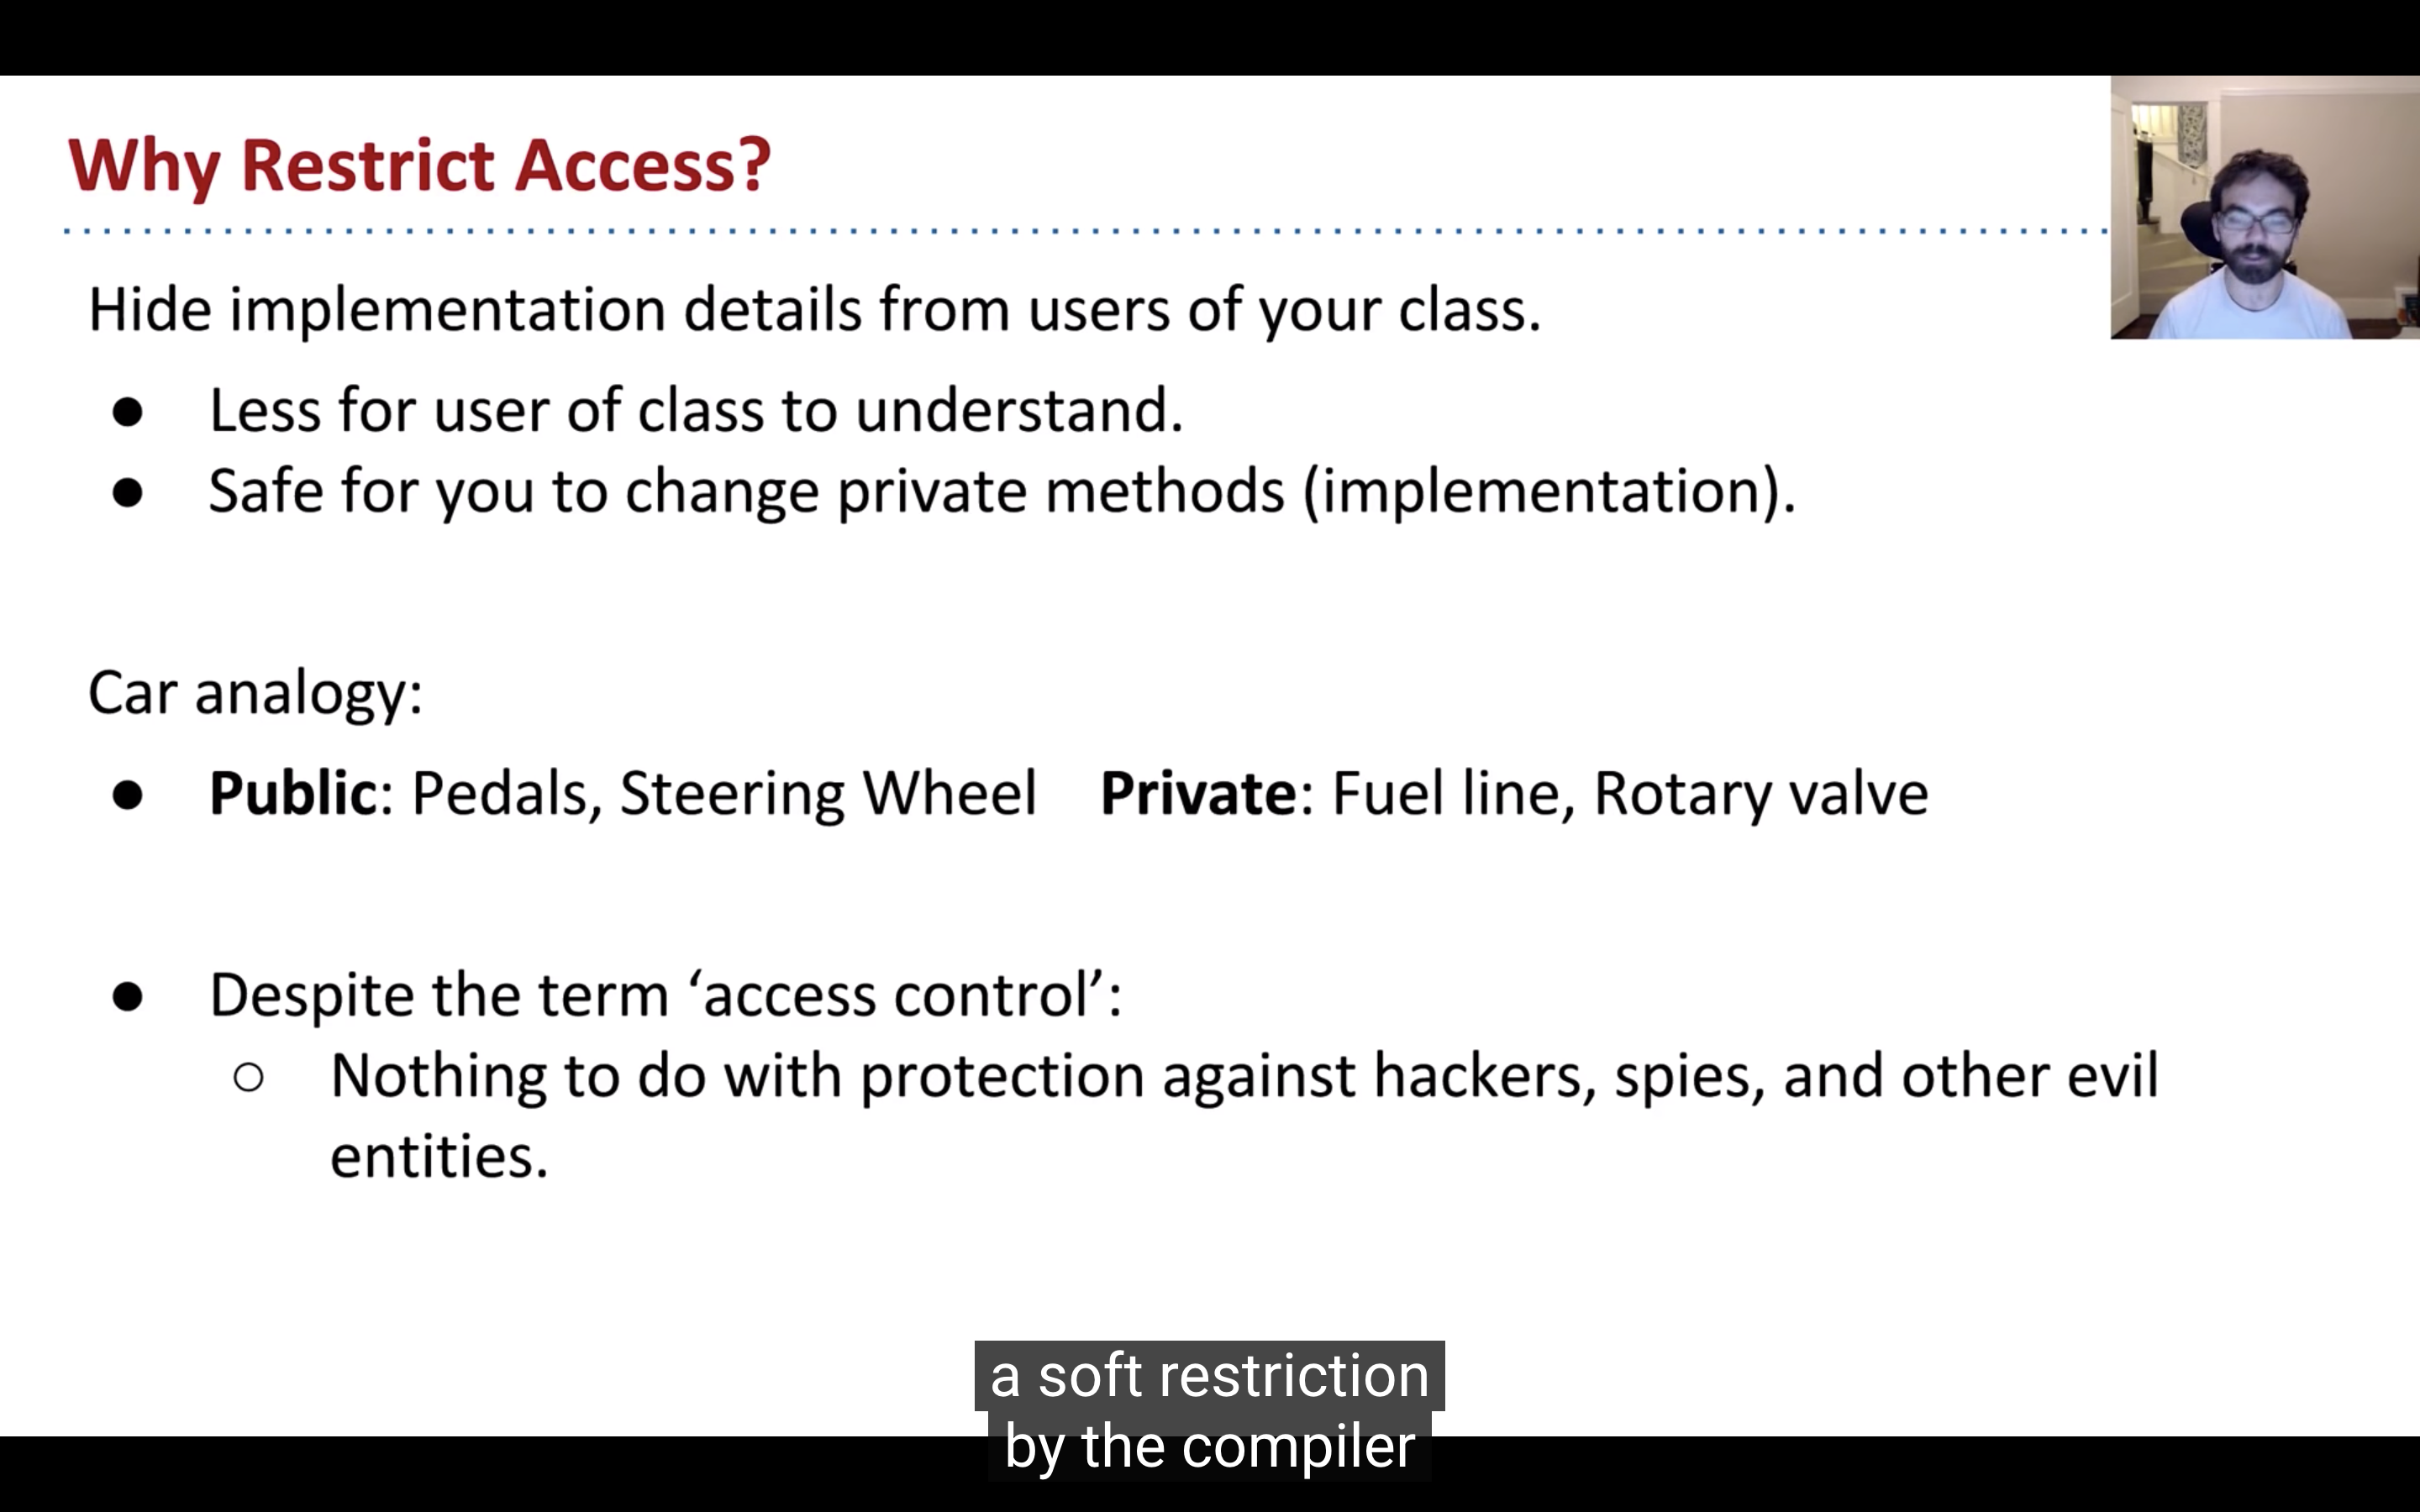 Why Restrict Access?
Hide implementation details from users of your class.
● Less for user of class to understand.
● Safe for you to change private methods (implementation).
Car analogy:
● Public: Pedals, Steering Wheel Private: Fuel line, Rotary valve
● Despite the term ‘access control’:
○ Nothing to do with protection against hackers, spies, and other evil
entities.
a soft restriction
by the compiler